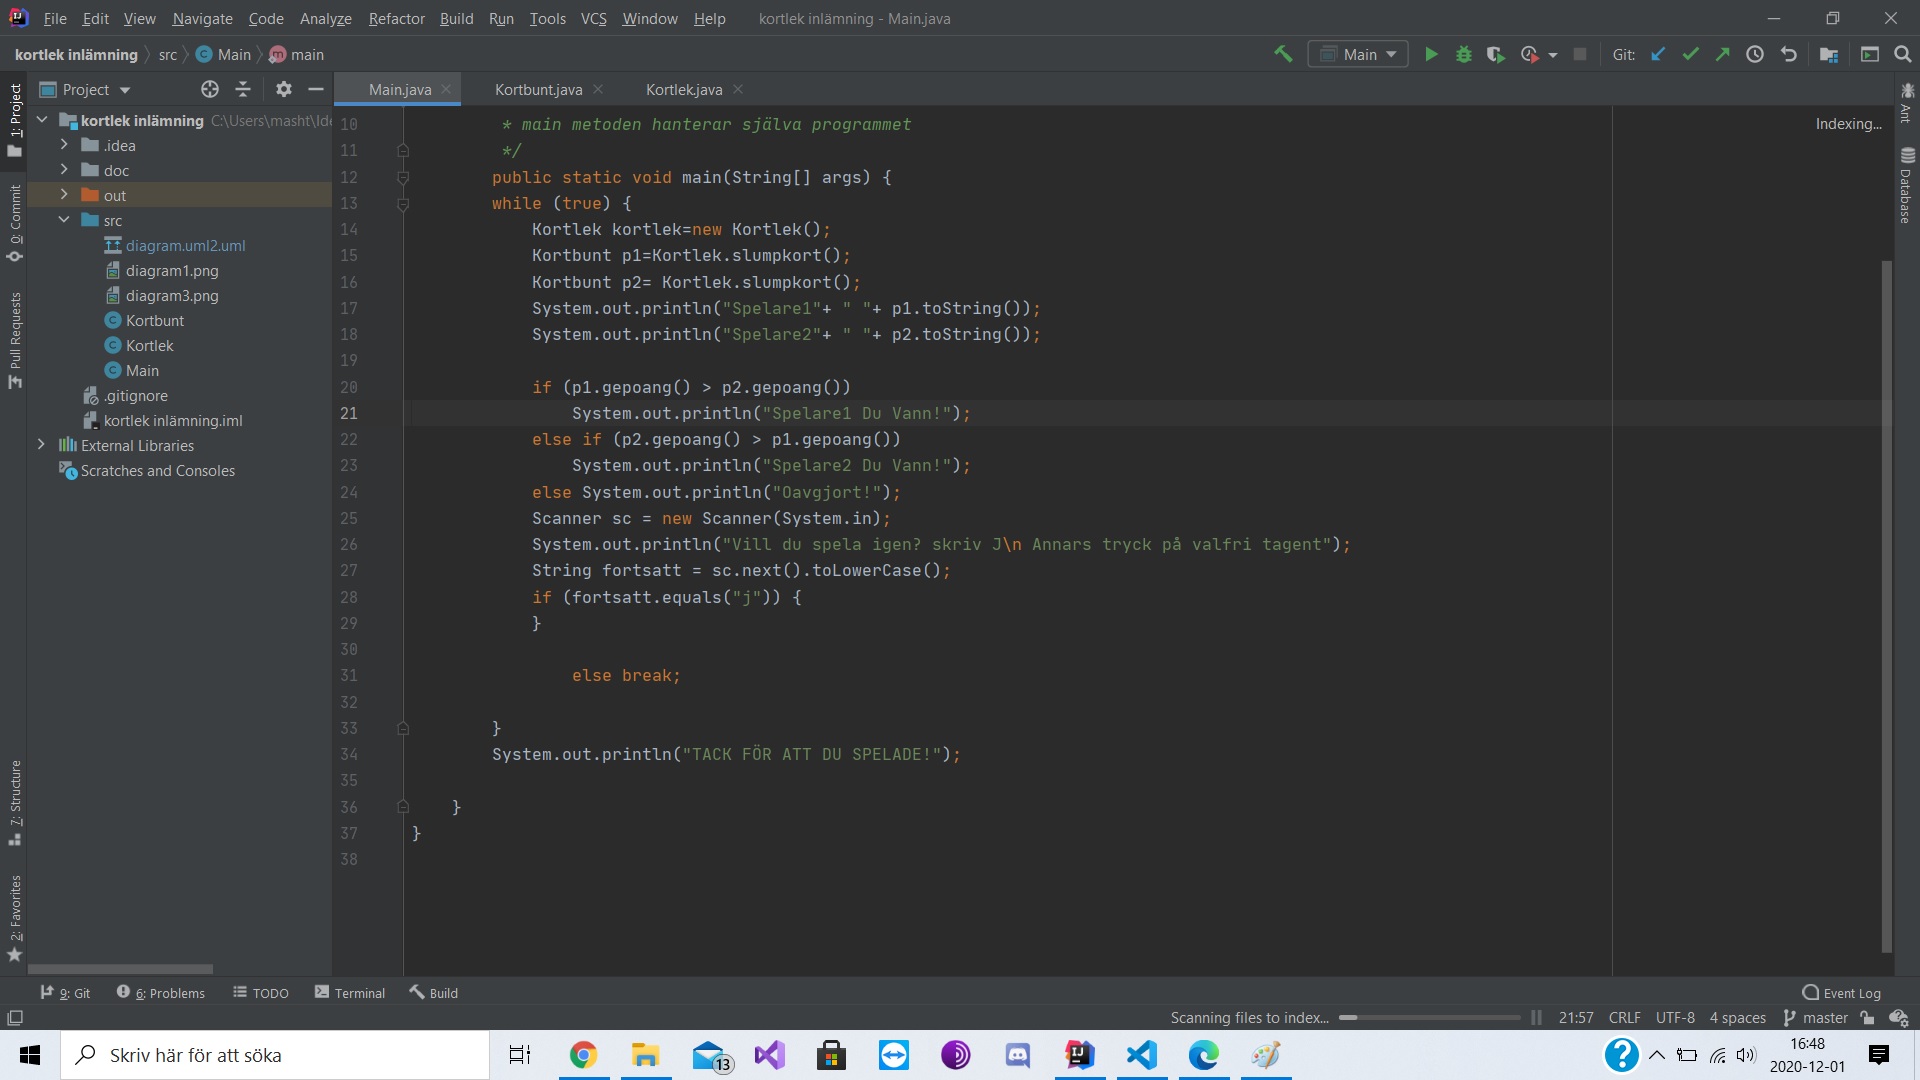 File Edit View Navigate Code Analyze Refactor Build Run Tools VCS Window Help kortlek inlämning - Main.java
kortlek inlämning src Main main
Main Git:
Project
Main.java Kortbunt.java Kortlek.java
1: Project
0: Commit
Pull Requests
7: Structure
2: Favorites
kortlek inlämning C:\Users\masht\Ide
.idea
doc
out
src
diagram.uml2.uml
diagram1.png
diagram3.png
Kortbunt
Kortlek
Main
.gitignore
kortlek inlämning.iml
External Libraries
Scratches and Consoles
Indexing...
Ant
Database
10 * main metoden hanterar själva programmet
11 */
12 public static void main(String[] args) {
13 while (true) {
14 Kortlek kortlek=new Kortlek();
15 Kortbunt p1=Kortlek.slumpkort();
16 Kortbunt p2= Kortlek.slumpkort();
17 System.out.println("Spelare1"+ " "+ p1.toString());
18 System.out.println("Spelare2"+ " "+ p2.toString());
19
20 if (p1.gepoang() > p2.gepoang())
21 System.out.println("Spelare1 Du Vann!");
22 else if (p2.gepoang() > p1.gepoang())
23 System.out.println("Spelare2 Du Vann!");
24 else System.out.println("Oavgjort!");
25 Scanner sc = new Scanner(System.in);
26 System.out.println("Vill du spela igen? skriv J\n Annars tryck på valfri tagent");
27 String fortsatt = sc.next().toLowerCase();
28 if (fortsatt.equals("j")) {
29 }
30
31 else break;
32
33 }
34 System.out.println("TACK FÖR ATT DU SPELADE!");
35
36 }
37 }
38
9: Git 6: Problems TODO Terminal Build Event Log
Scanning files to index... 21:57 CRLF UTF-8 4 spaces master
Skriv här för att söka
13
16:48
2020-12-01